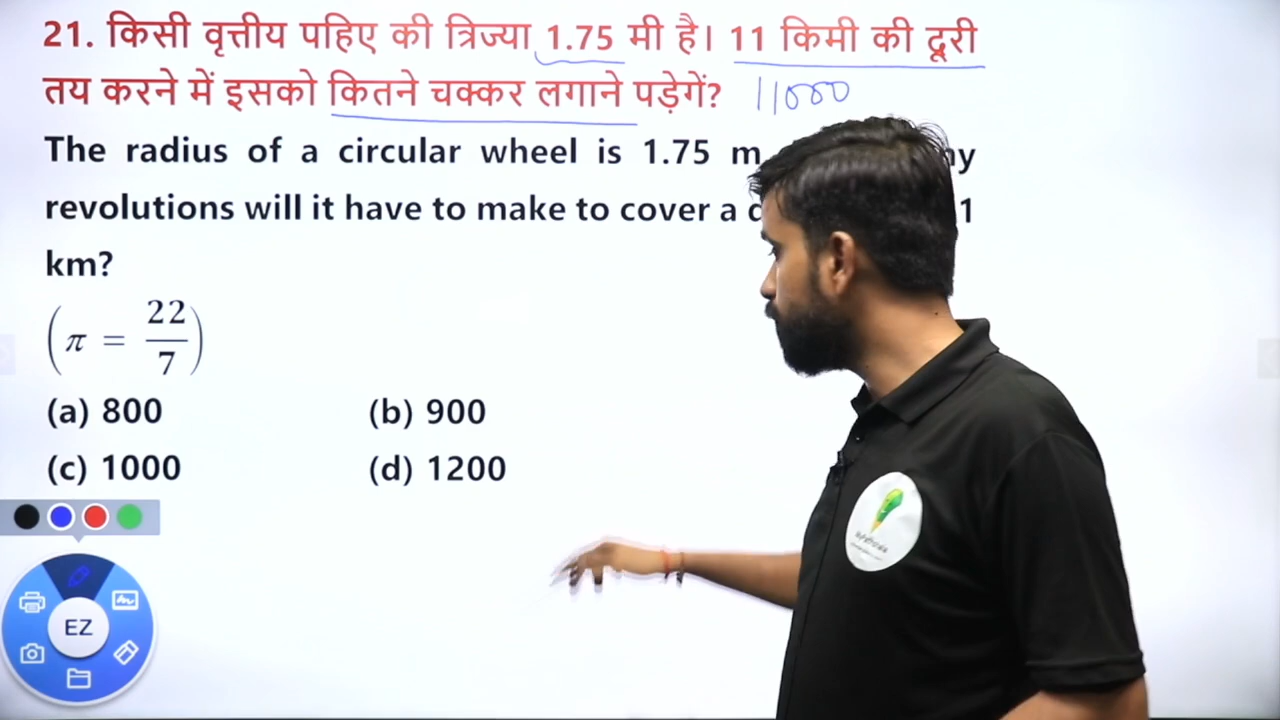 21. किसी वृत्तीय पहिए की त्रिज्या 1.75 मी है। 11 किमी की दूरी
तय करने में इसको कितने चक्कर लगाने पड़ेगें? 11000
The radius of a circular wheel is 1.75 m
revolutions will it have to make to cover a
km?
(π = 22/7)
(a) 800 (b) 900
(c) 1000 (d) 1200
EZ